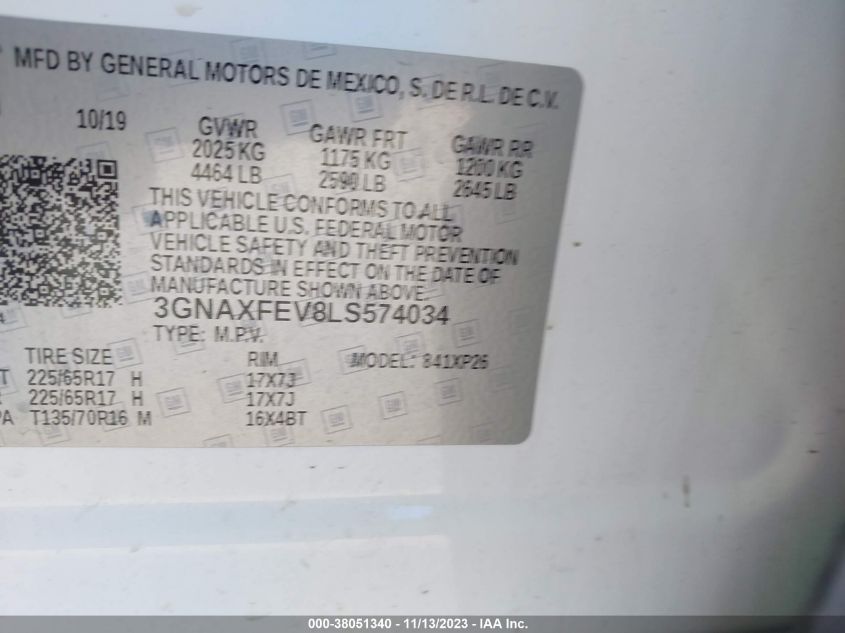 MFD BY GENERAL MOTORS DE MEXICO, S. DE R.L. DE C.V.
10/19 GVWR GAWR FRT GAWR RR
2025 KG 1175 KG 1200 KG
4464 LB 2590 LB 2645 LB
THIS VEHICLE CONFORMS TO ALL
APPLICABLE U.S. FEDERAL MOTOR
VEHICLE SAFETY AND THEFT PREVENTION
STANDARDS IN EFFECT ON THE DATE OF
MANUFACTURE SHOWN ABOVE.
3GNAXFEV8LS574034
TYPE: M.P.V.
TIRE SIZE RIM MODEL: 841XP26
225/65R17 H 17X7J
225/65R17 H 17X7J
T135/70R16 M 16X4BT
000-38051340 - 11/13/2023 - IAA Inc.